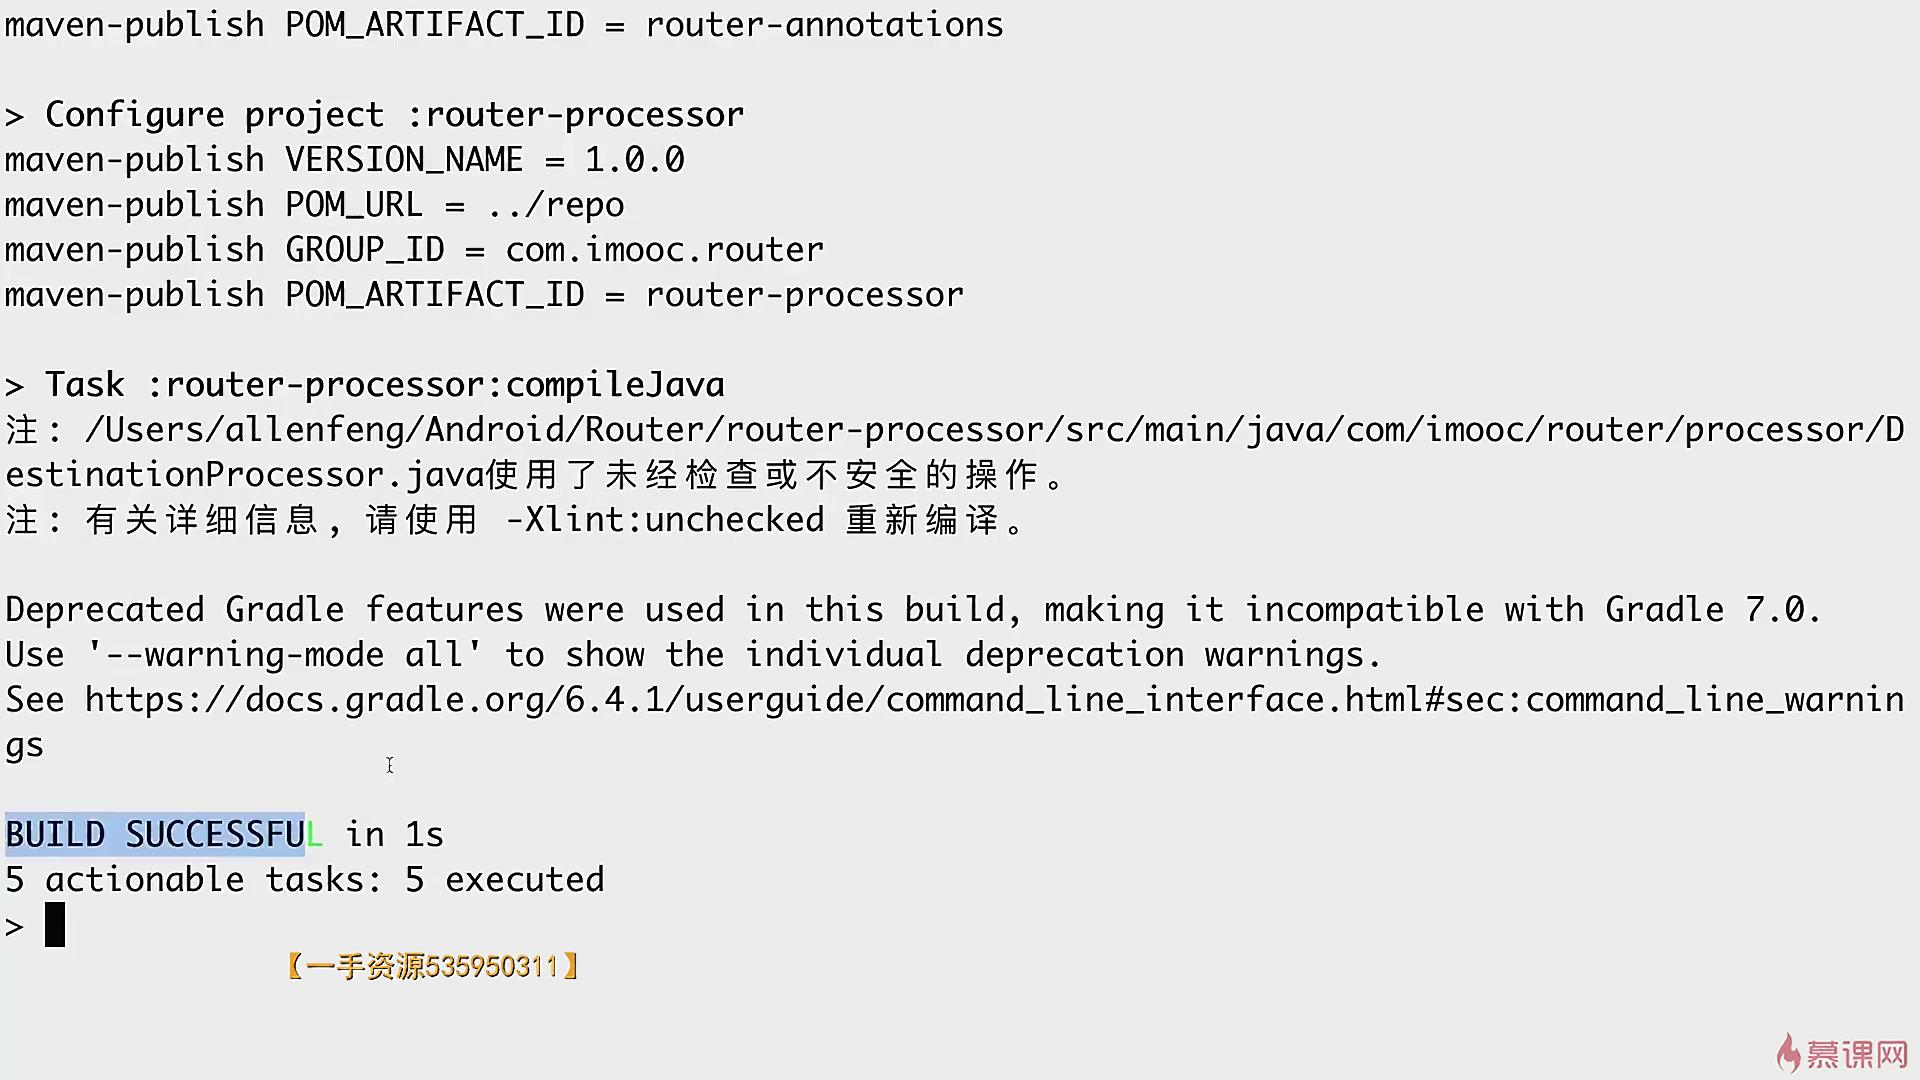 maven-publish POM_ARTIFACT_ID = router-annotations
> Configure project :router-processor
maven-publish VERSION_NAME = 1.0.0
maven-publish POM_URL = ../repo
maven-publish GROUP_ID = com.imooc.router
maven-publish POM_ARTIFACT_ID = router-processor
> Task :router-processor:compileJava
注: /Users/allenfeng/Android/Router/router-processor/src/main/java/com/imooc/router/processor/D
estinationProcessor.java使用了未经检查或不安全的操作。
注: 有关详细信息, 请使用 -Xlint:unchecked 重新编译。
Deprecated Gradle features were used in this build, making it incompatible with Gradle 7.0.
Use '--warning-mode all' to show the individual deprecation warnings.
See https://docs.gradle.org/6.4.1/userguide/command_line_interface.html#sec:command_line_warnin
gs
BUILD SUCCESSFUL in 1s
5 actionable tasks: 5 executed
>
【一手资源535950311】
慕课网